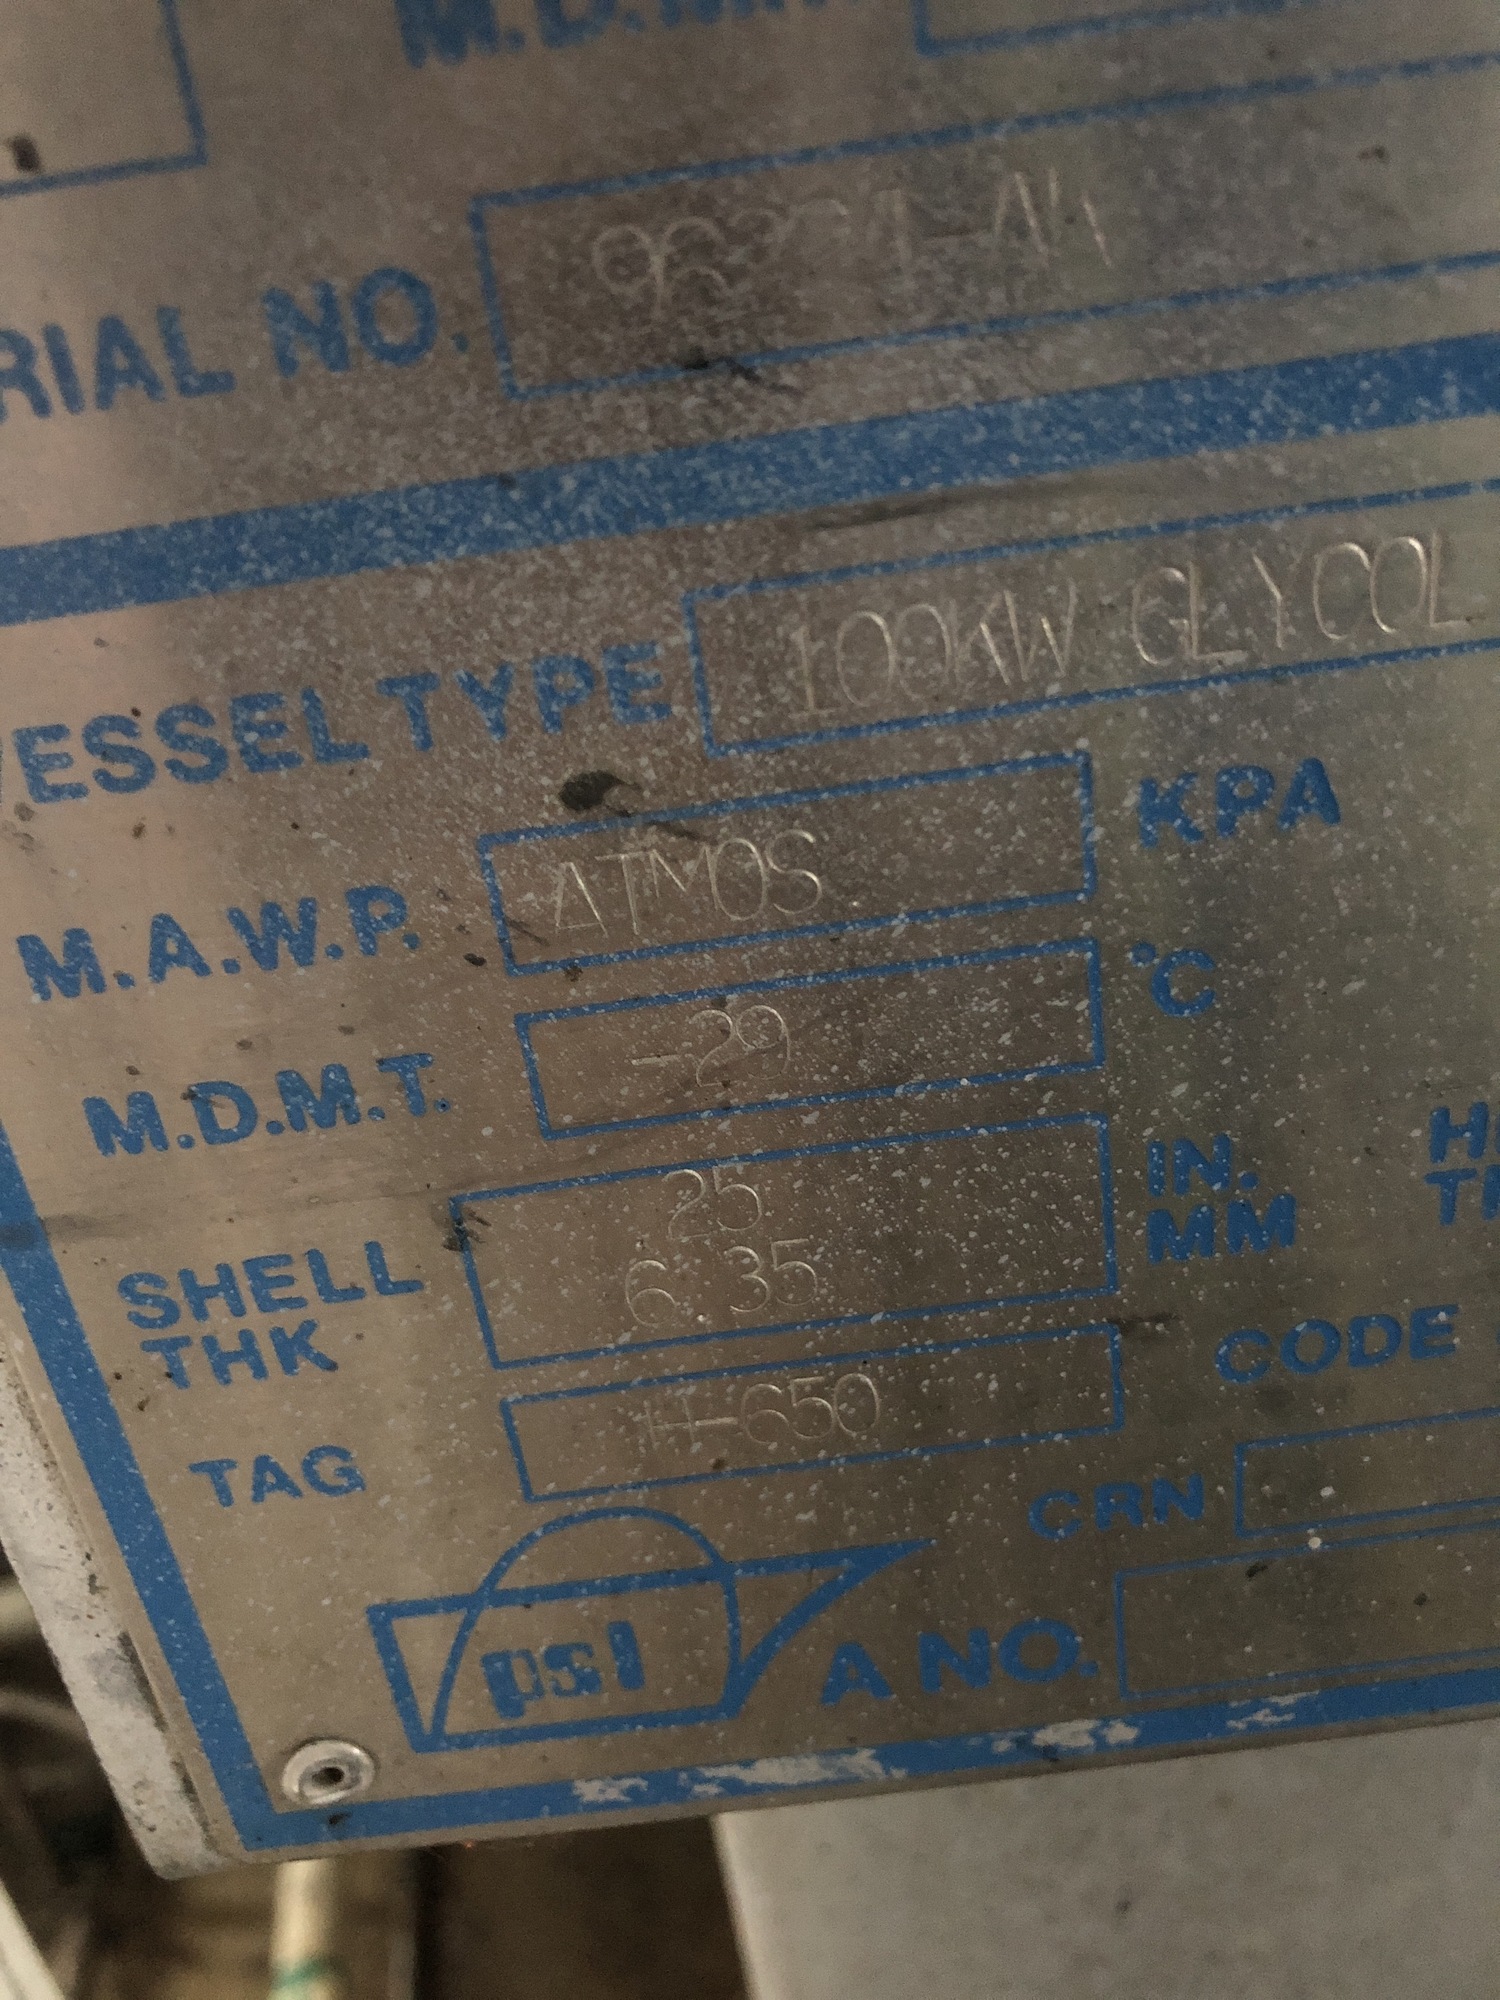 RIAL NO.
VESSEL TYPE 100KW GLYCOL
M.A.W.P. ATMOS KPA
M.D.M.T. -29 °C
SHELL THK 25 IN.
6.35 MM
TAG H-650
CODE
CRN
psl A NO.